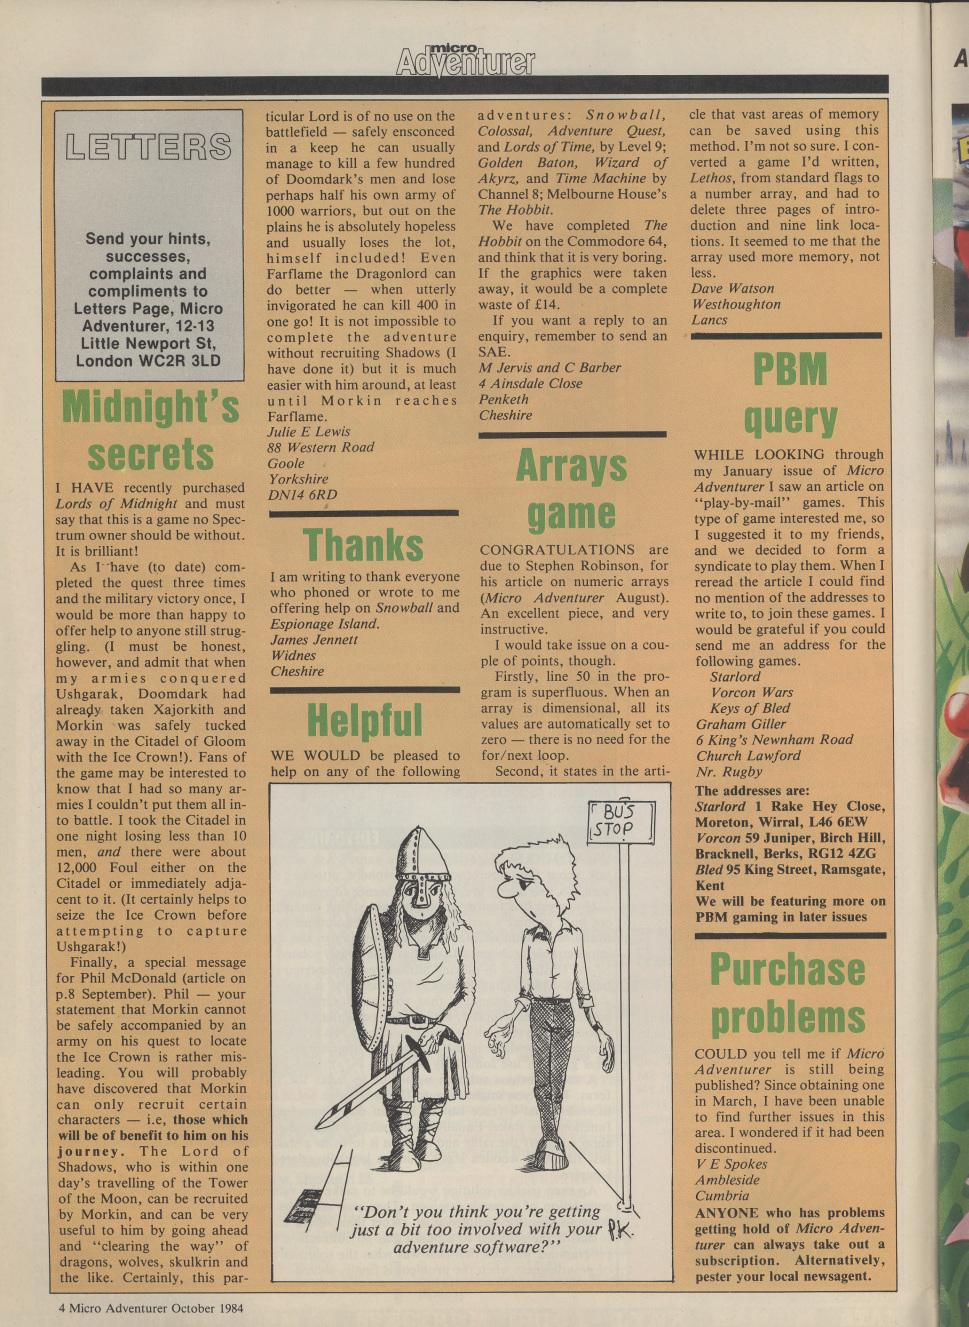 micro
Adventurer
LETTERS
Send your hints,
successes,
complaints and
compliments to
Letters Page, Micro
Adventurer, 12-13
Little Newport St,
London WC2R 3LD
Midnight's
secrets
I HAVE recently purchased
Lords of Midnight and must
say that this is a game no Spec-
trum owner should be without.
It is brilliant!
As I have (to date) com-
pleted the quest three times
and the military victory once, I
would be more than happy to
offer help to anyone still strug-
gling. (I must be honest,
however, and admit that when
my armies conquered
Ushgarak, Doomdark had
already taken Xajorkith and
Morkin was safely tucked
away in the Citadel of Gloom
with the Ice Crown!). Fans of
the game may be interested to
know that I had so many ar-
mies I couldn't put them all in-
to battle. I took the Citadel in
one night losing less than 10
men, and there were about
12,000 Foul either on the
Citadel or immediately adja-
cent to it. (It certainly helps to
seize the Ice Crown before
attempting to capture
Ushgarak!)
Finally, a special message
for Phil McDonald (article on
p.8 September). Phil — your
statement that Morkin cannot
be safely accompanied by an
army on his quest to locate
the Ice Crown is rather mis-
leading. You will probably
have discovered that Morkin
can only recruit certain
characters — i.e, those which
will be of benefit to him on his
journey. The Lord of
Shadows, who is within one
day's travelling of the Tower
of the Moon, can be recruited
by Morkin, and can be very
useful to him by going ahead
and "clearing the way" of
dragons, wolves, skulkrin and
the like. Certainly, this par-
ticular Lord is of no use on the
battlefield — safely ensconced
in a keep he can usually
manage to kill a few hundred
of Doomdark's men and lose
perhaps half his own army of
1000 warriors, but out on the
plains he is absolutely hopeless
and usually loses the lot,
himself included! Even
Farflame the Dragonlord can
do better — when utterly
invigorated he can kill 400 in
one go! It is not impossible to
complete the adventure
without recruiting Shadows (I
have done it) but it is much
easier with him around, at least
until Morkin reaches
Farflame.
Julie E Lewis
88 Western Road
Goole
Yorkshire
DN14 6RD
Thanks
I am writing to thank everyone
who phoned or wrote to me
offering help on Snowball and
Espionage Island.
James Jennett
Widnes
Cheshire
Helpful
WE WOULD be pleased to
help on any of the following
adventures: Snowball,
Colossal, Adventure Quest,
and Lords of Time, by Level 9;
Golden Baton, Wizard of
Akyrz, and Time Machine by
Channel 8; Melbourne House's
The Hobbit.
We have completed The
Hobbit on the Commodore 64,
and think that it is very boring.
If the graphics were taken
away, it would be a complete
waste of £14.
If you want a reply to an
enquiry, remember to send an
SAE.
M Jervis and C Barber
4 Ainsdale Close
Penketh
Cheshire
Arrays
game
CONGRATULATIONS are
due to Stephen Robinson, for
his article on numeric arrays
(Micro Adventurer August).
An excellent piece, and very
instructive.
I would take issue on a cou-
ple of points, though.
Firstly, line 50 in the pro-
gram is superfluous. When an
array is dimensional, all its
values are automatically set to
zero — there is no need for the
for/next loop.
Second, it states in the arti-
cle that vast areas of memory
can be saved using this
method. I'm not so sure. I con-
verted a game I'd written,
Lethos, from standard flags to
a number array, and had to
delete three pages of intro-
duction and nine link loca-
tions. It seemed to me that the
array used more memory, not
less.
Dave Watson
Westhoughton
Lancs
PBM
query
WHILE LOOKING through
my January issue of Micro
Adventurer I saw an article on
"play-by-mail" games. This
type of game interested me, so
I suggested it to my friends,
and we decided to form a
syndicate to play them. When I
reread the article I could find
no mention of the addresses to
write to, to join these games. I
would be grateful if you could
send me an address for the
following games.
Starlord
Vorcon Wars
Keys of Bled
Graham Giller
6 King's Newnham Road
Church Lawford
Nr. Rugby
The addresses are:
Starlord 1 Rake Hey Close,
Moreton, Wirral, L46 6EW
Vorcon 59 Juniper, Birch Hill,
Bracknell, Berks, RG12 4ZG
Bled 95 King Street, Ramsgate,
Kent
We will be featuring more on
PBM gaming in later issues
Purchase
problems
COULD you tell me if Micro
Adventurer is still being
published? Since obtaining one
in March, I have been unable
to find further issues in this
area. I wondered if it had been
discontinued.
V E Spokes
Ambleside
Cumbria
ANYONE who has problems
getting hold of Micro Adven-
turer can always take out a
subscription. Alternatively,
pester your local newsagent.
BUS
STOP
"Don't you think you're getting
just a bit too involved with your
adventure software?"
P.K.
4 Micro Adventurer October 1984
A